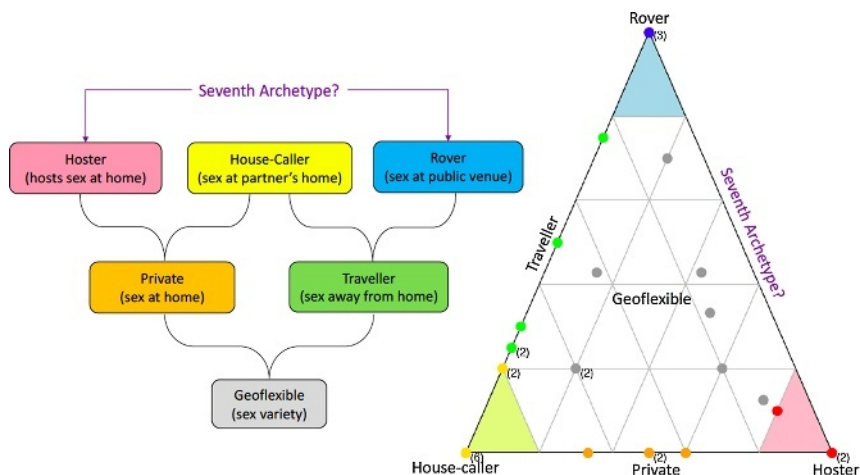 Seventh Archetype?
Hoster
(hosts sex at home)
House-Caller
(sex at partner's home)
Rover
(sex at public venue)
Private
(sex at home)
Traveller
(sex away from home)
Geoflexible
(sex variety)
Rover
(3)
Traveller
Seventh Archetype?
Geoflexible
(2)
(2)
(2)
(6)
(2)
(2)
House-caller
Private
Hoster